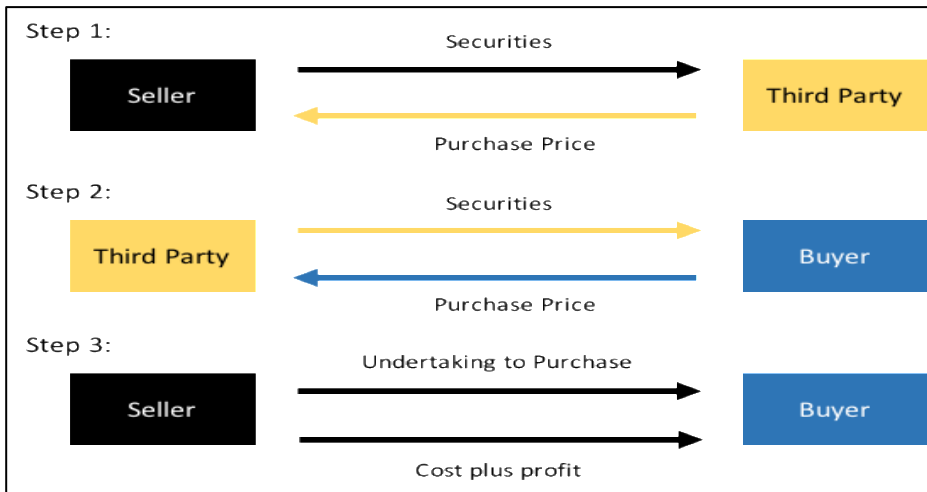 Step 1:
Securities
Seller
Third Party
Purchase Price
Step 2:
Securities
Third Party
Buyer
Purchase Price
Step 3:
Undertaking to Purchase
Seller
Buyer
Cost plus profit